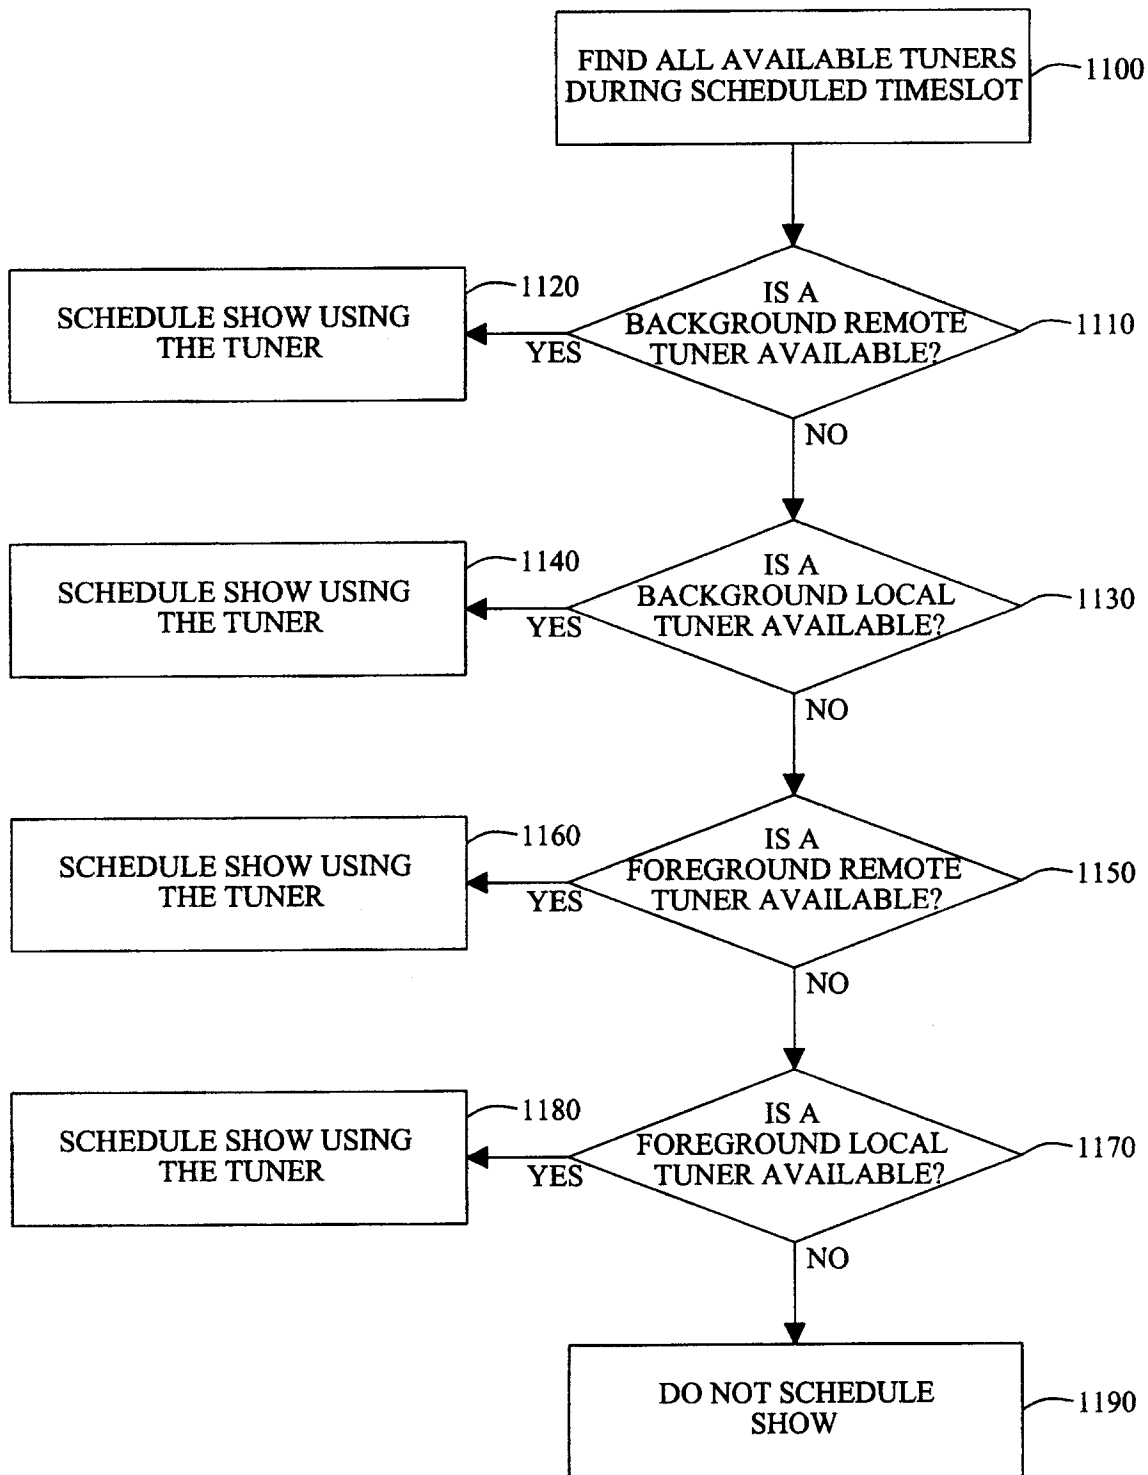 FIND ALL AVAILABLE TUNERS
DURING SCHEDULED TIMESLOT
1100
IS A
BACKGROUND REMOTE
TUNER AVAILABLE?
1110
YES
SCHEDULE SHOW USING
THE TUNER
1120
NO
IS A
BACKGROUND LOCAL
TUNER AVAILABLE?
1130
YES
SCHEDULE SHOW USING
THE TUNER
1140
NO
IS A
FOREGROUND REMOTE
TUNER AVAILABLE?
1150
YES
SCHEDULE SHOW USING
THE TUNER
1160
NO
IS A
FOREGROUND LOCAL
TUNER AVAILABLE?
1170
YES
SCHEDULE SHOW USING
THE TUNER
1180
NO
DO NOT SCHEDULE
SHOW
1190